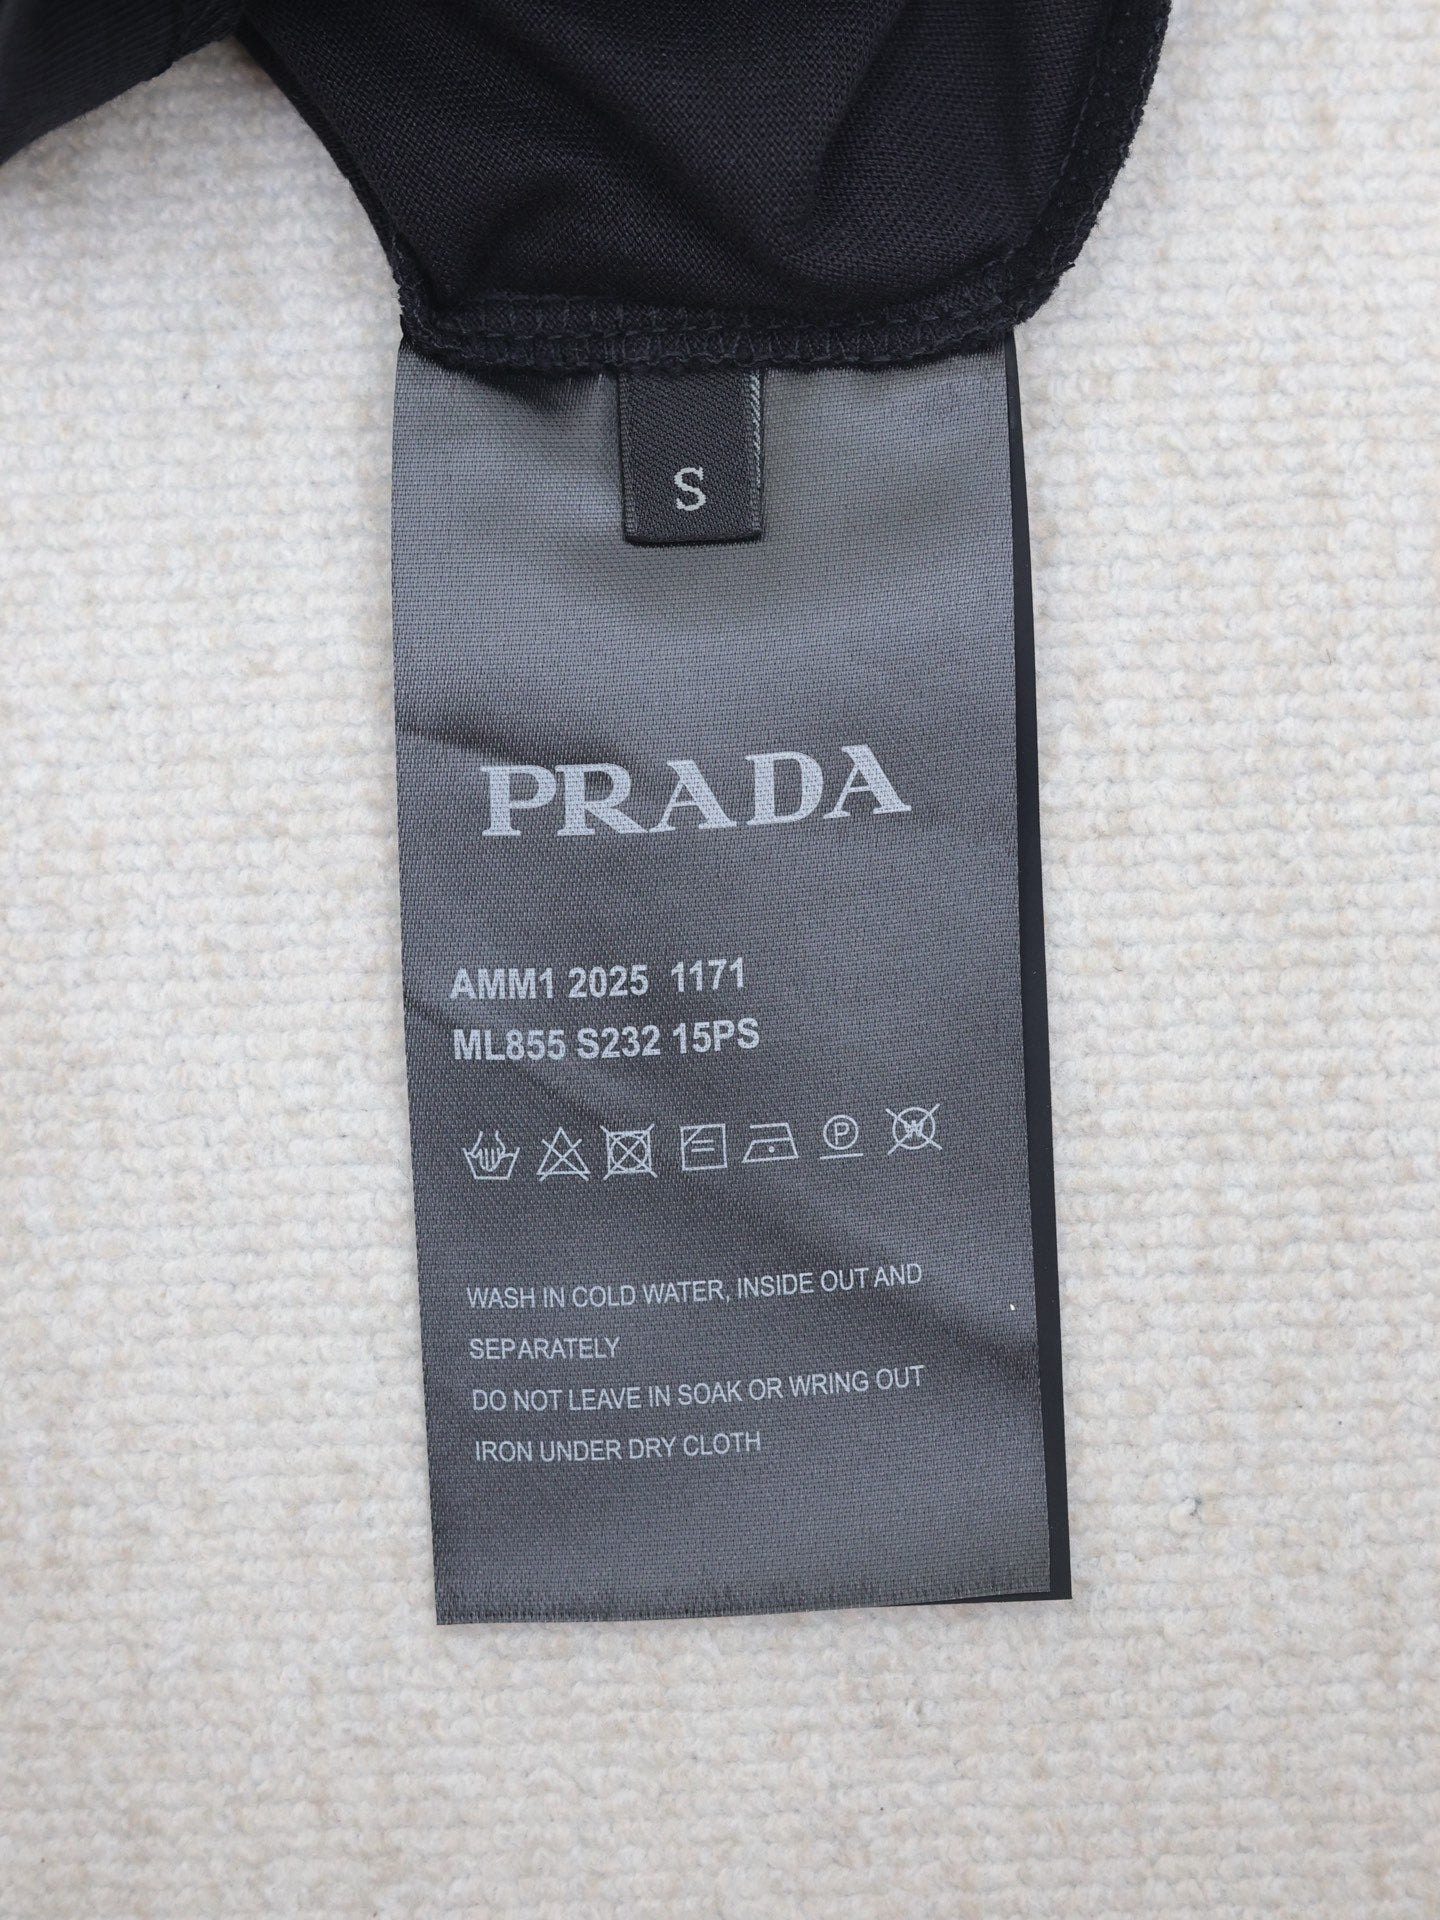 S
PRADA
AMM1 2025 1171
ML855 S232 15PS
P W
WASH IN COLD WATER, INSIDE OUT AND
SEPARATELY
DO NOT LEAVE IN SOAK OR WRING OUT
IRON UNDER DRY CLOTH